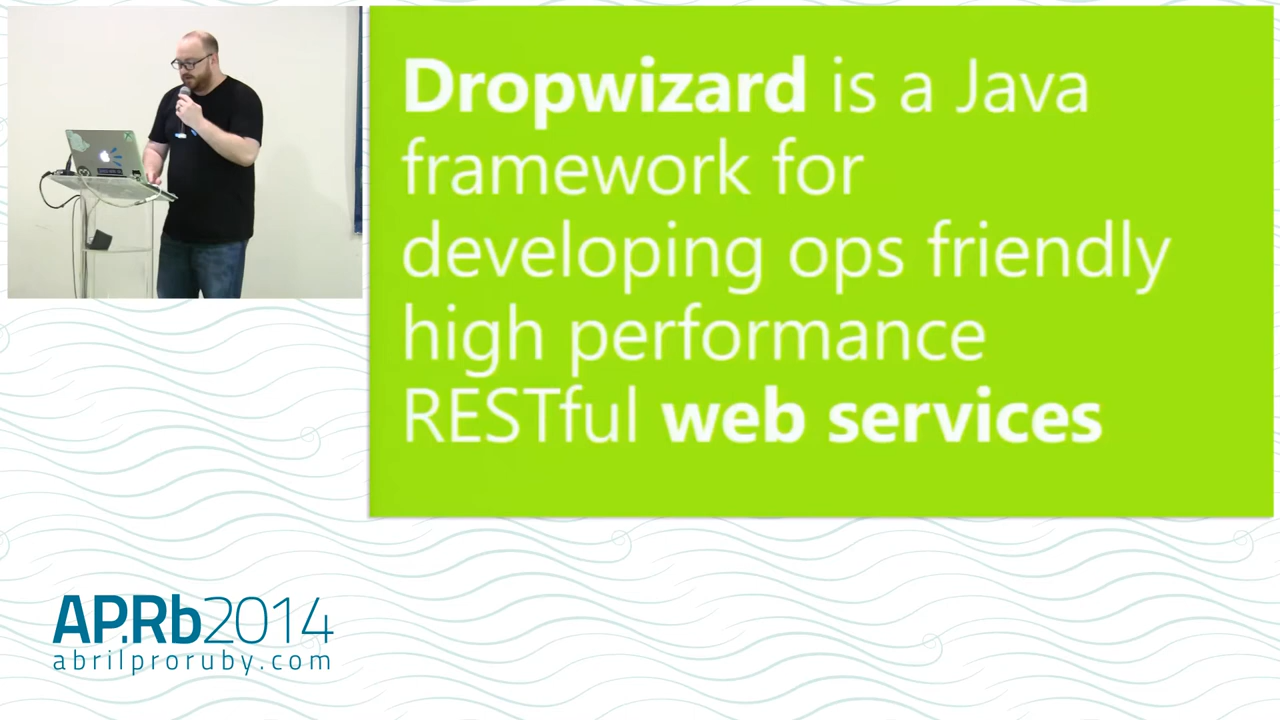 Dropwizard is a Java
framework for
developing ops friendly
high performance
RESTful web services
AP.Rb2014
abrilproruby.com